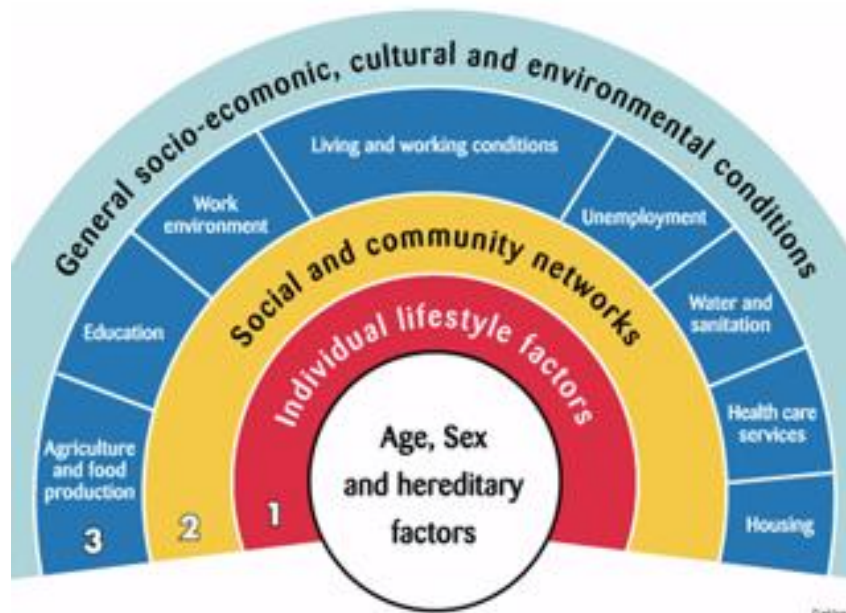 General socio-ecomonic, cultural and environmental conditions
Living and working conditions
Work
environment
Unemployment
Education
Water and
sanitation
Agriculture
and food
production
Health care
services
Housing
Social and community networks
Individual lifestyle factors
Age, Sex
and hereditary
factors
3
2
1